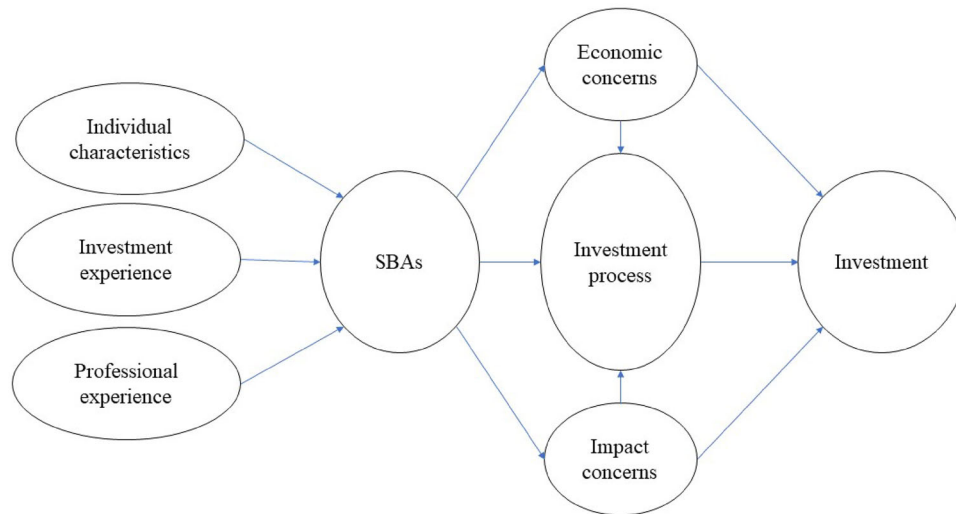 Economic
concerns
Individual
characteristics
Investment
experience
SBAs
Investment
process
Investment
Professional
experience
Impact
concerns